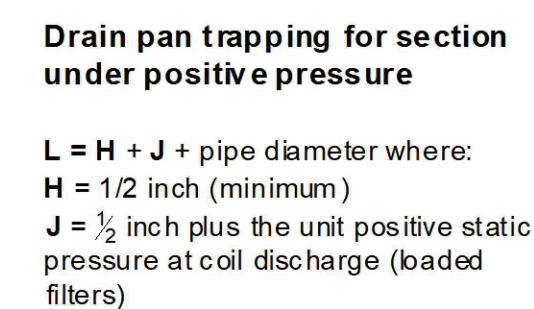 Drain pan trapping for section
under positive pressure
L = H + J + pipe diameter where:
H = 1/2 inch (minimum)
J = ½ inch plus the unit positive static
pressure at coil discharge (loaded
filters)